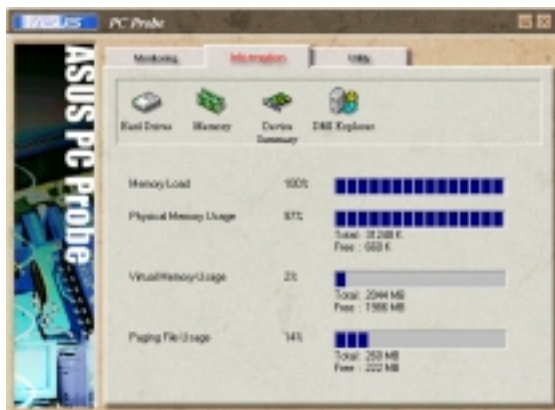 ASUS PC Probe
ASUS PC Probe
Monitoring Information Utility
Hard Drives Memory Device Summary DMI Explorer
Memory Load 100%
Physical Memory Usage 97%
Total: 31248 K.
Free : 660 K.
Virtual Memory Usage 2%
Total: 2044 MB
Free : 1986 MB
Paging File Usage 14%
Total: 260 MB
Free : 222 MB